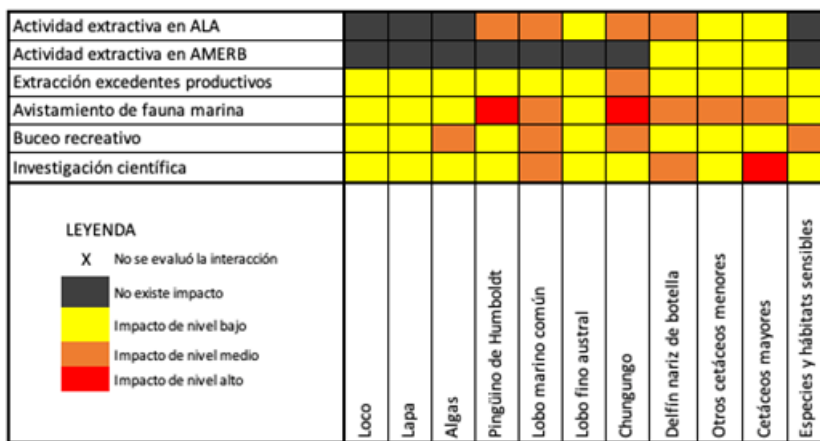 Actividad extractiva en ALA
Actividad extractiva en AMERB
Extracción excedentes productivos
Avistamiento de fauna marina
Buceo recreativo
Investigación científica
LEYENDA
X No se evaluó la interacción
No existe impacto
Impacto de nivel bajo
Impacto de nivel medio
Impacto de nivel alto
Loco
Lapa
Algas
Pingüino de Humboldt
Lobo marino común
Lobo fino austral
Chungungo
Delfín nariz de botella
Otros cetáceos menores
Cetáceos mayores
Especies y hábitats sensibles